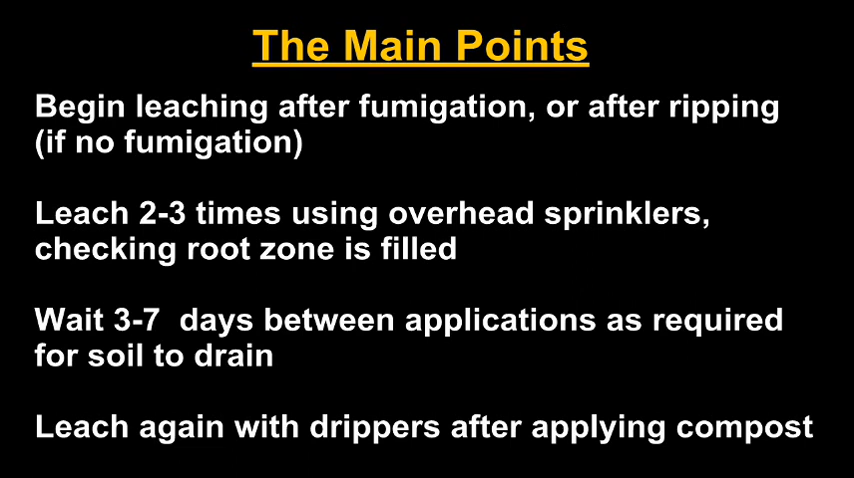 The Main Points
Begin leaching after fumigation, or after ripping
(if no fumigation)
Leach 2-3 times using overhead sprinklers,
checking root zone is filled
Wait 3-7  days between applications as required
for soil to drain
Leach again with drippers after applying compost